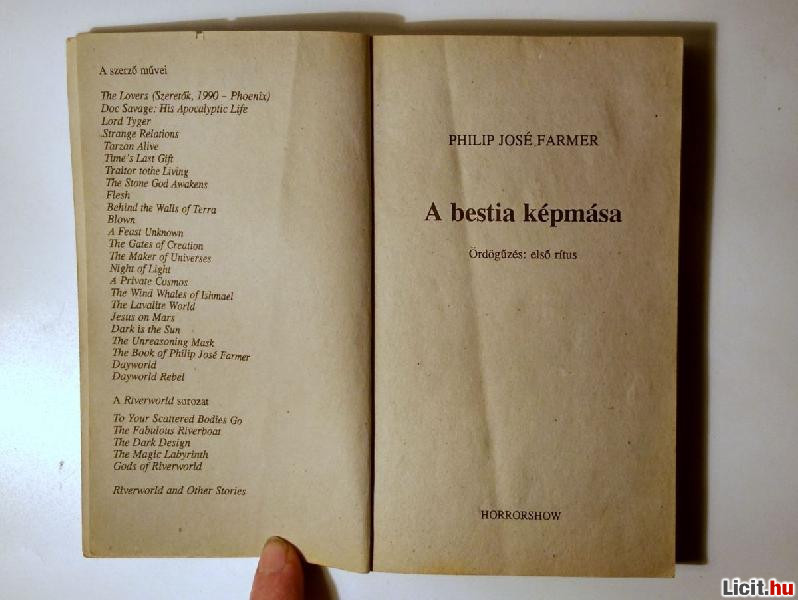 A szerző művei
The Lovers (Szeretők, 1990 – Phoenix)
Doc Savage: His Apocalyptic Life
Lord Tyger
Strange Relations
Tarzan Alive
Time's Last Gift
Traitor tothe Living
The Stone God Awakens
Flesh
Behind the Walls of Terra
Blown
A Feast Unknown
The Gates of Creation
The Maker of Universes
Night of Light
A Private Cosmos
The Wind Whales of Ishmael
The Lavalite World
Jesus on Mars
Dark is the Sun
The Unreasoning Mask
The Book of Philip José Farmer
Dayworld
Dayworld Rebel
A Riverworld sorozat
To Your Scattered Bodies Go
The Fabulous Riverboat
The Dark Design
The Magic Labyrinth
Gods of Riverworld
Riverworld and Other Stories
PHILIP JOSÉ FARMER
A bestia képmása
Ördögűzés: első rítus
HORRORSHOW
Licit.hu